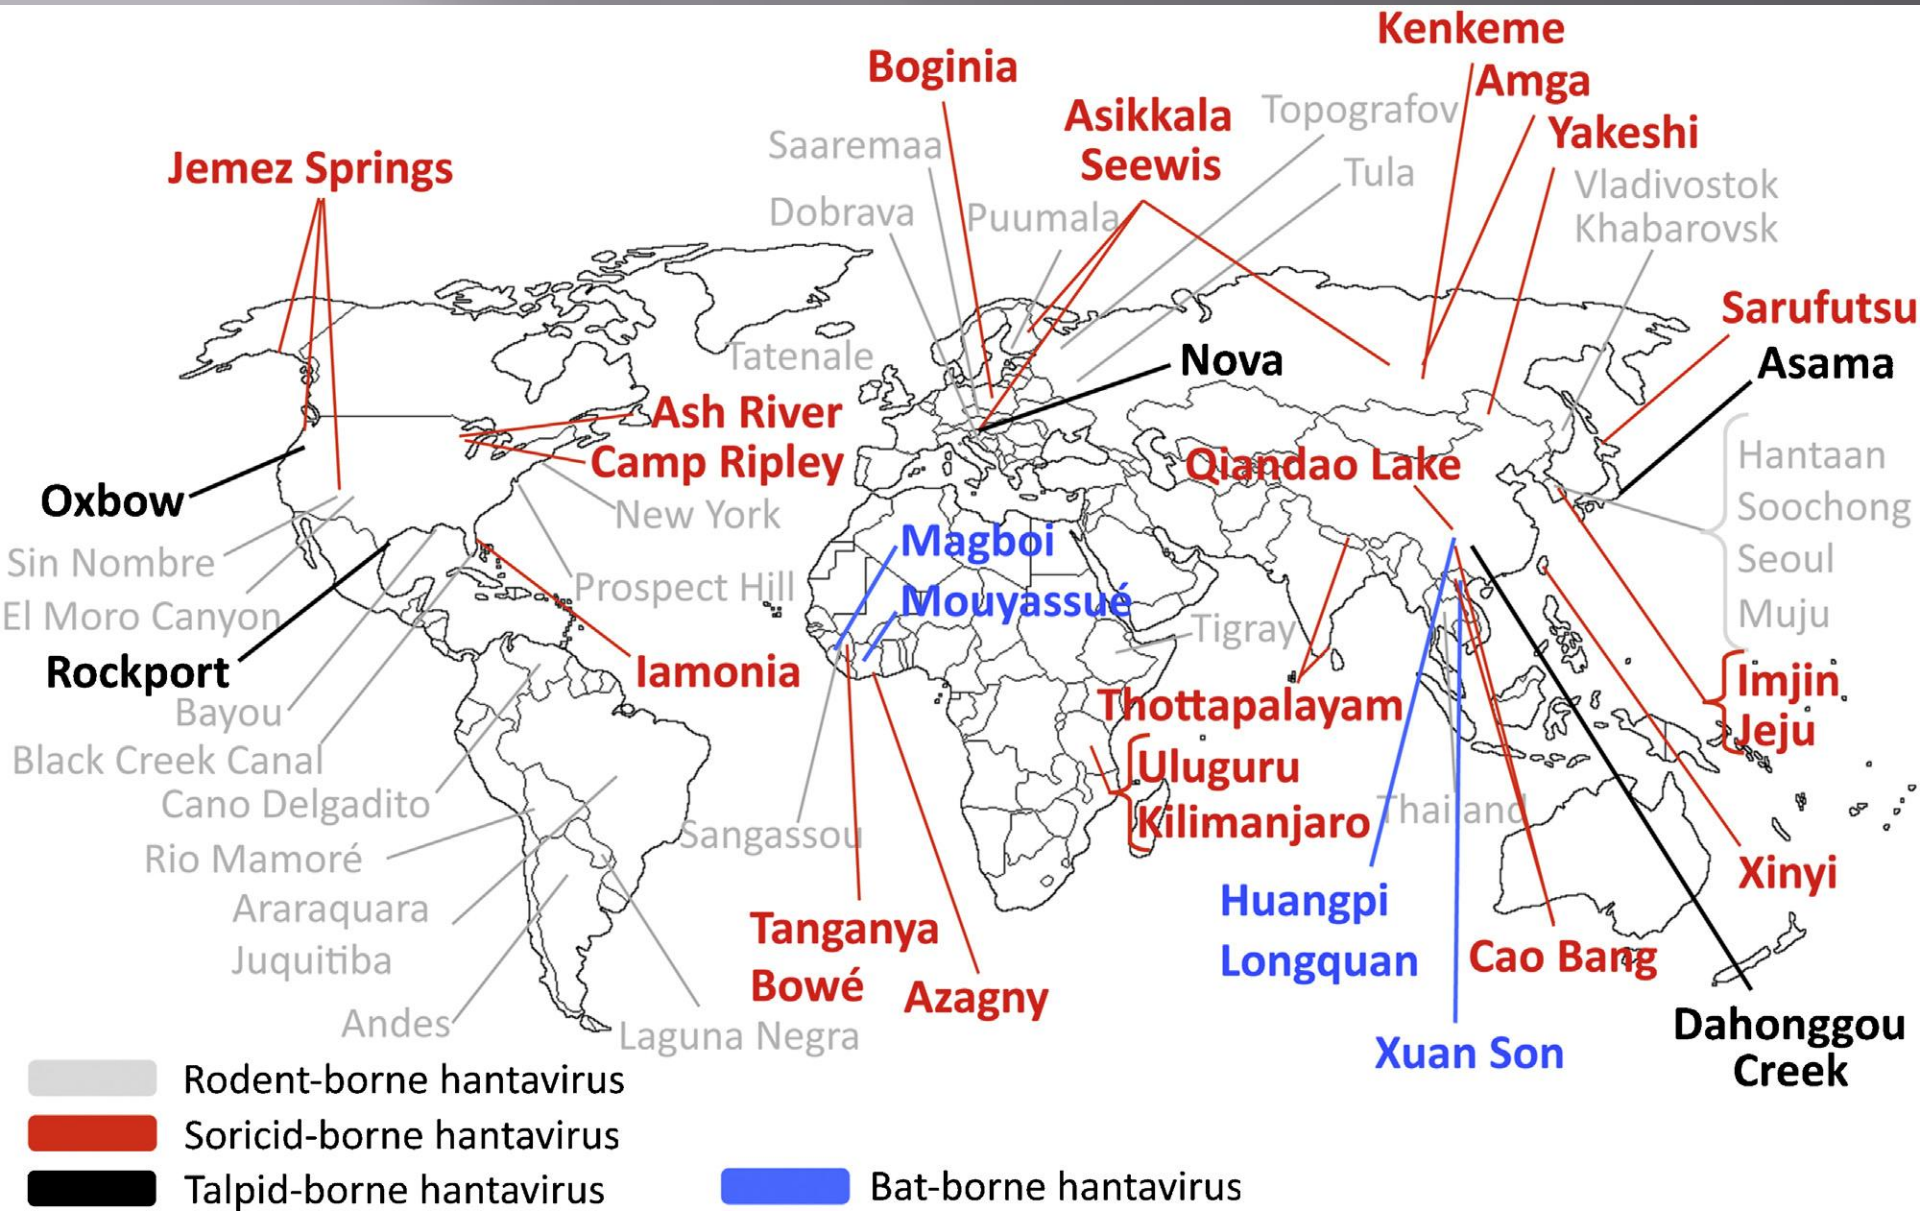 Kenkeme
Boginia
Amga
Asikkala
Seewis
Topografov
Yakeshi
Saaremaa
Jemez Springs
Tula
Vladivostok
Khabarovsk
Dobrava
Puumala
Sarufutsu
Tatenale
Nova
Asama
Ash River
Camp Ripley
Qiandao Lake
Hantaan
Soochong
Seoul
Muju
Oxbow
New York
Magboi
Mouyassué
Sin Nombre
El Moro Canyon
Prospect Hill
Tigray
Rockport
Iamonia
Imjin
Jeju
Thottapalayam
Bayou
Black Creek Canal
Uluguru
Kilimanjaro
Cano Delgadito
Sangassou
Thailand
Rio Mamoré
Xinyi
Araraquara
Juquitiba
Huangpi
Longquan
Tanganya
Bowé
Azagny
Cao Bang
Andes
Laguna Negra
Xuan Son
Dahonggou
Creek
Rodent-borne hantavirus
Soricid-borne hantavirus
Talpid-borne hantavirus
Bat-borne hantavirus